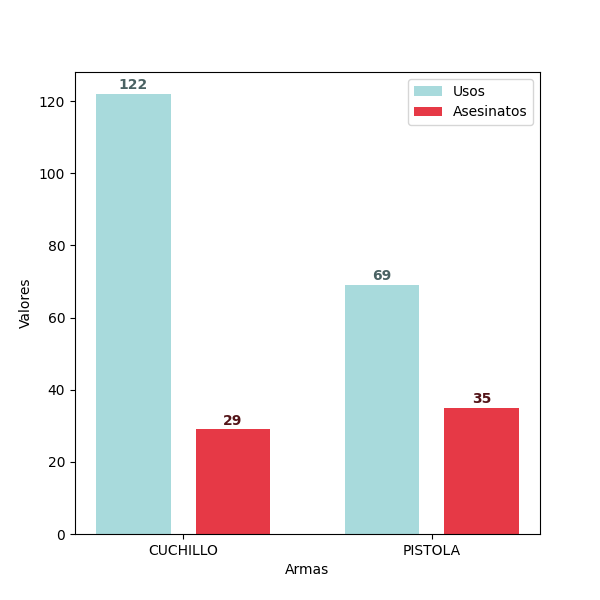 122
Usos
Asesinatos
120
100
80
69
60
40
35
29
20
0
Valores
CUCHILLO
PISTOLA
Armas